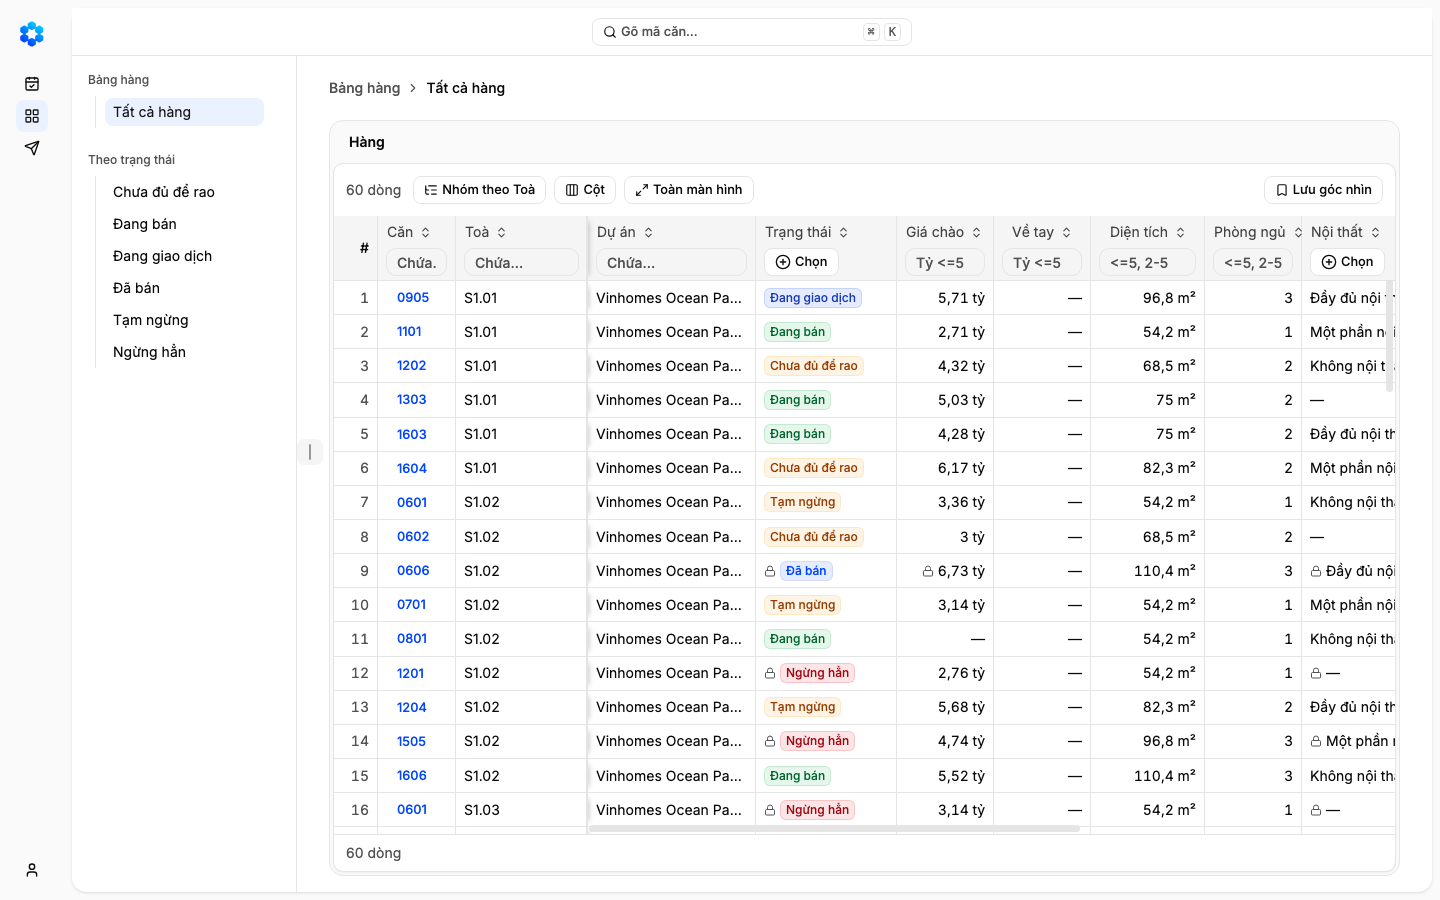 Gõ mã căn... ⌘ K
Bảng hàng
Tất cả hàng
Theo trạng thái
Chưa đủ để rao
Đang bán
Đang giao dịch
Đã bán
Tạm ngừng
Ngừng hẳn
Bảng hàng > Tất cả hàng
Hàng
60 dòng Nhóm theo Toà Cột Toàn màn hình Lưu góc nhìn
# Căn Toà Dự án Trạng thái Giá chào Về tay Diện tích Phòng ngủ Nội thất
Chứa. Chứa... Chứa... Chọn Tỷ <=5 Tỷ <=5 <=5, 2-5 <=5, 2-5 Chọn
1 0905 S1.01 Vinhomes Ocean Pa... Đang giao dịch 5,71 tỷ — 96,8 m² 3 Đầy đủ nội th
2 1101 S1.01 Vinhomes Ocean Pa... Đang bán 2,71 tỷ — 54,2 m² 1 Một phần nội
3 1202 S1.01 Vinhomes Ocean Pa... Chưa đủ để rao 4,32 tỷ — 68,5 m² 2 Không nội tha
4 1303 S1.01 Vinhomes Ocean Pa... Đang bán 5,03 tỷ — 75 m² 2 —
5 1603 S1.01 Vinhomes Ocean Pa... Đang bán 4,28 tỷ — 75 m² 2 Đầy đủ nội th
6 1604 S1.01 Vinhomes Ocean Pa... Chưa đủ để rao 6,17 tỷ — 82,3 m² 2 Một phần nội
7 0601 S1.02 Vinhomes Ocean Pa... Tạm ngừng 3,36 tỷ — 54,2 m² 1 Không nội tha
8 0602 S1.02 Vinhomes Ocean Pa... Chưa đủ để rao 3 tỷ — 68,5 m² 2 —
9 0606 S1.02 Vinhomes Ocean Pa... Đã bán 6,73 tỷ — 110,4 m² 3 Đầy đủ nội
10 0701 S1.02 Vinhomes Ocean Pa... Tạm ngừng 3,14 tỷ — 54,2 m² 1 Một phần nội
11 0801 S1.02 Vinhomes Ocean Pa... Đang bán — — 54,2 m² 1 Không nội tha
12 1201 S1.02 Vinhomes Ocean Pa... Ngừng hẳn 2,76 tỷ — 54,2 m² 1 —
13 1204 S1.02 Vinhomes Ocean Pa... Tạm ngừng 5,68 tỷ — 82,3 m² 2 Đầy đủ nội th
14 1505 S1.02 Vinhomes Ocean Pa... Ngừng hẳn 4,74 tỷ — 96,8 m² 3 Một phần n
15 1606 S1.02 Vinhomes Ocean Pa... Đang bán 5,52 tỷ — 110,4 m² 3 Không nội tha
16 0601 S1.03 Vinhomes Ocean Pa... Ngừng hẳn 3,14 tỷ — 54,2 m² 1 —
60 dòng